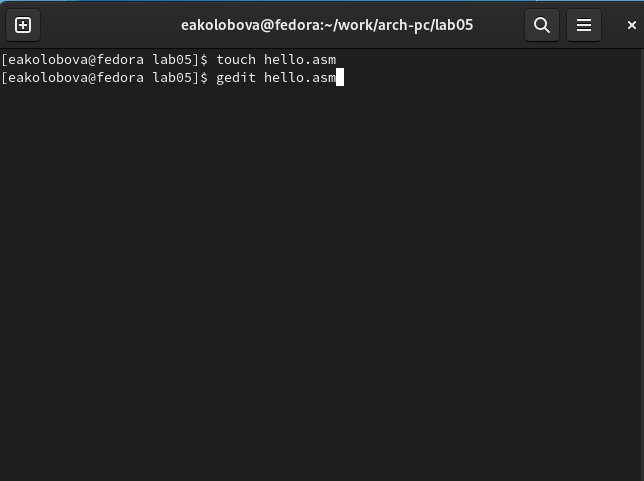 eakolobova@fedora:~/work/arch-pc/lab05
[eakolobova@fedora lab05]$ touch hello.asm
[eakolobova@fedora lab05]$ gedit hello.asm